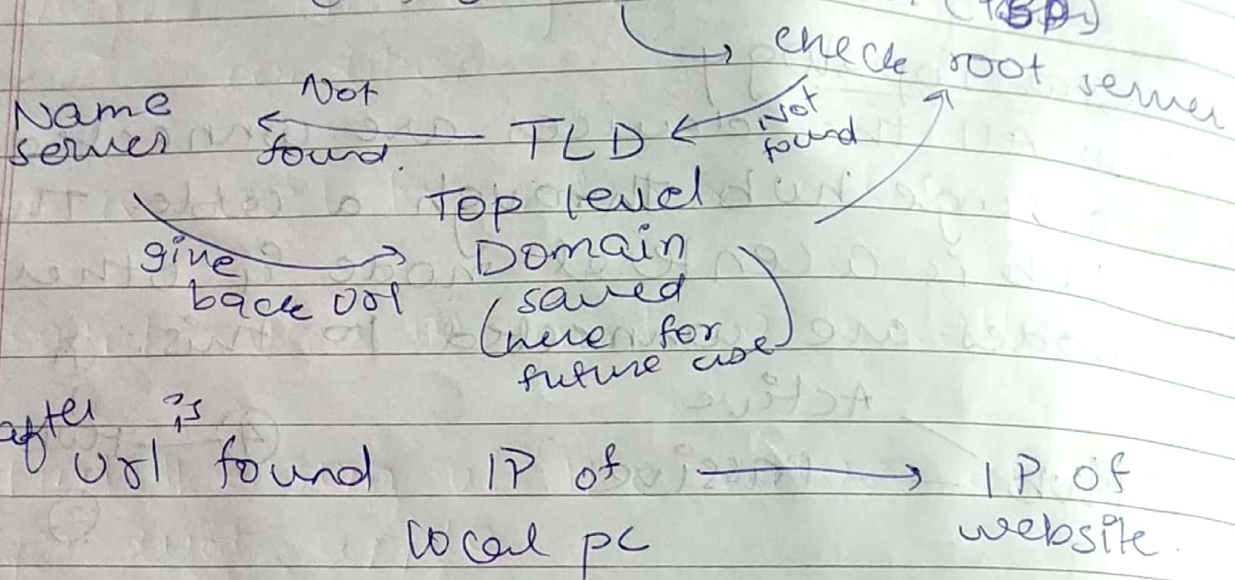 check root server
Not
found
TLD
Top level
Domain
(saved
here for
future use)
Not
found.
Name
server
give
back url
after url is found
IP of
local pc
IP of
website.